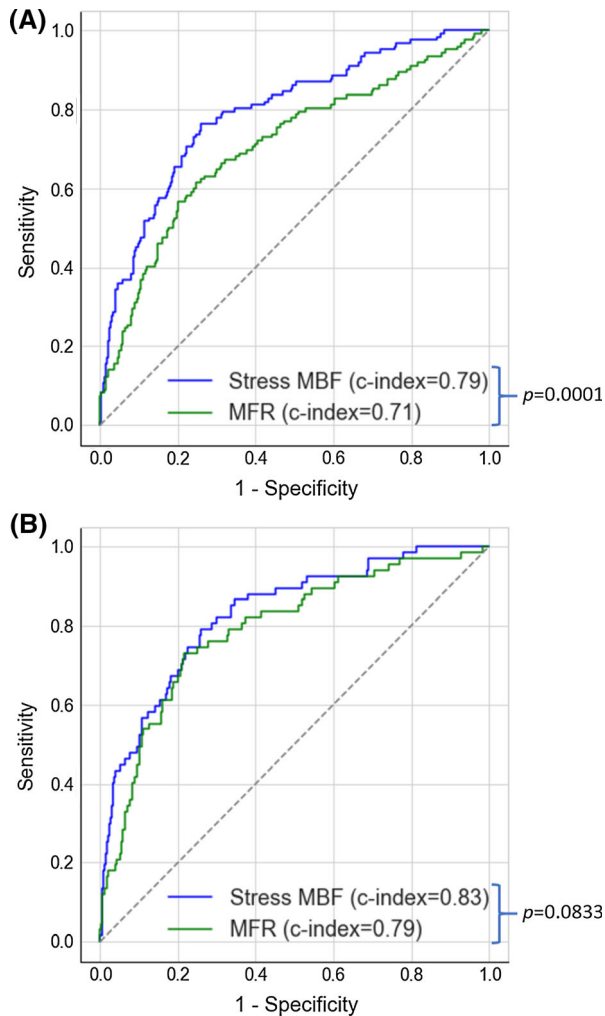 (A)
1.0
0.8
0.6
0.4
0.2
0.0
Sensitivity
Stress MBF (c-index=0.79)
MFR (c-index=0.71)
p=0.0001
0.0 0.2 0.4 0.6 0.8 1.0
1 - Specificity
(B)
1.0
0.8
0.6
0.4
0.2
0.0
Sensitivity
Stress MBF (c-index=0.83)
MFR (c-index=0.79)
p=0.0833
0.0 0.2 0.4 0.6 0.8 1.0
1 - Specificity